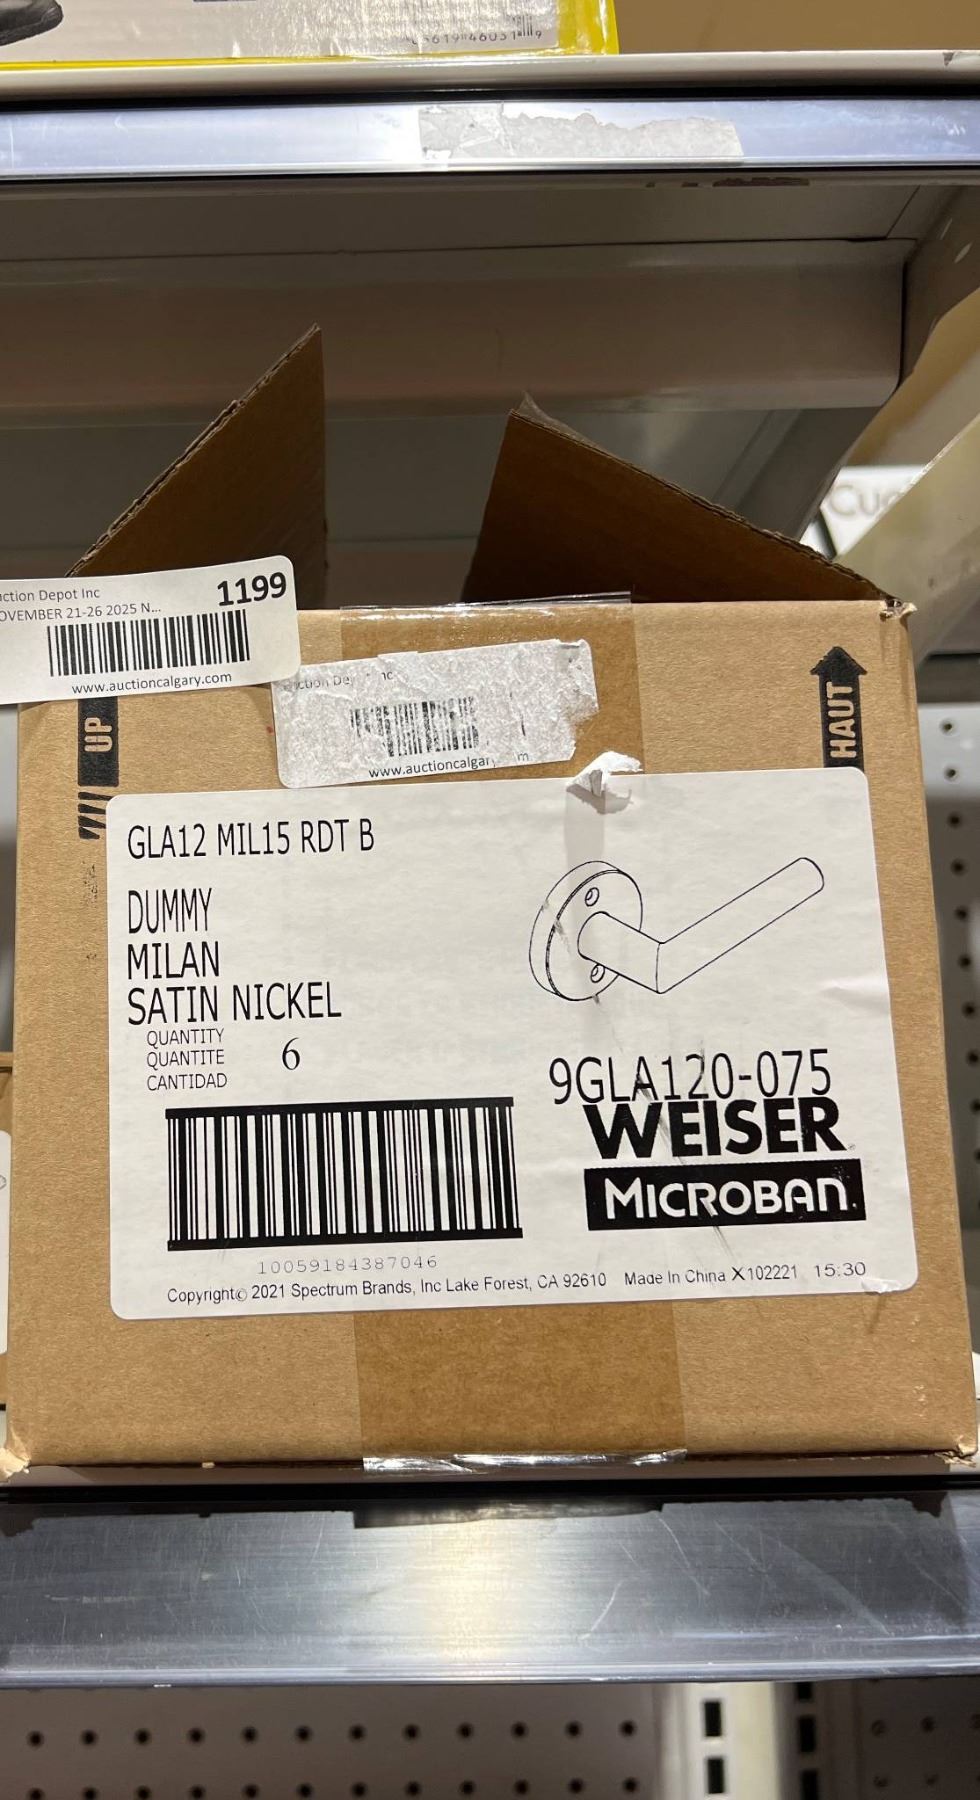 1199
ction Depot Inc
OVEMBER 21-26 2025 N...
www.auctioncalgary.com
www.auctioncalgar
m
UP
HAUT
GLA12 MIL15 RDT B
DUMMY
MILAN
SATIN NICKEL
QUANTITY
QUANTITE
CANTIDAD
6
9GLA120-075
WEISER
MICROBAN.
10059184387046
Copyright© 2021 Spectrum Brands, Inc Lake Forest, CA 92610 Made In China X102221 15:30